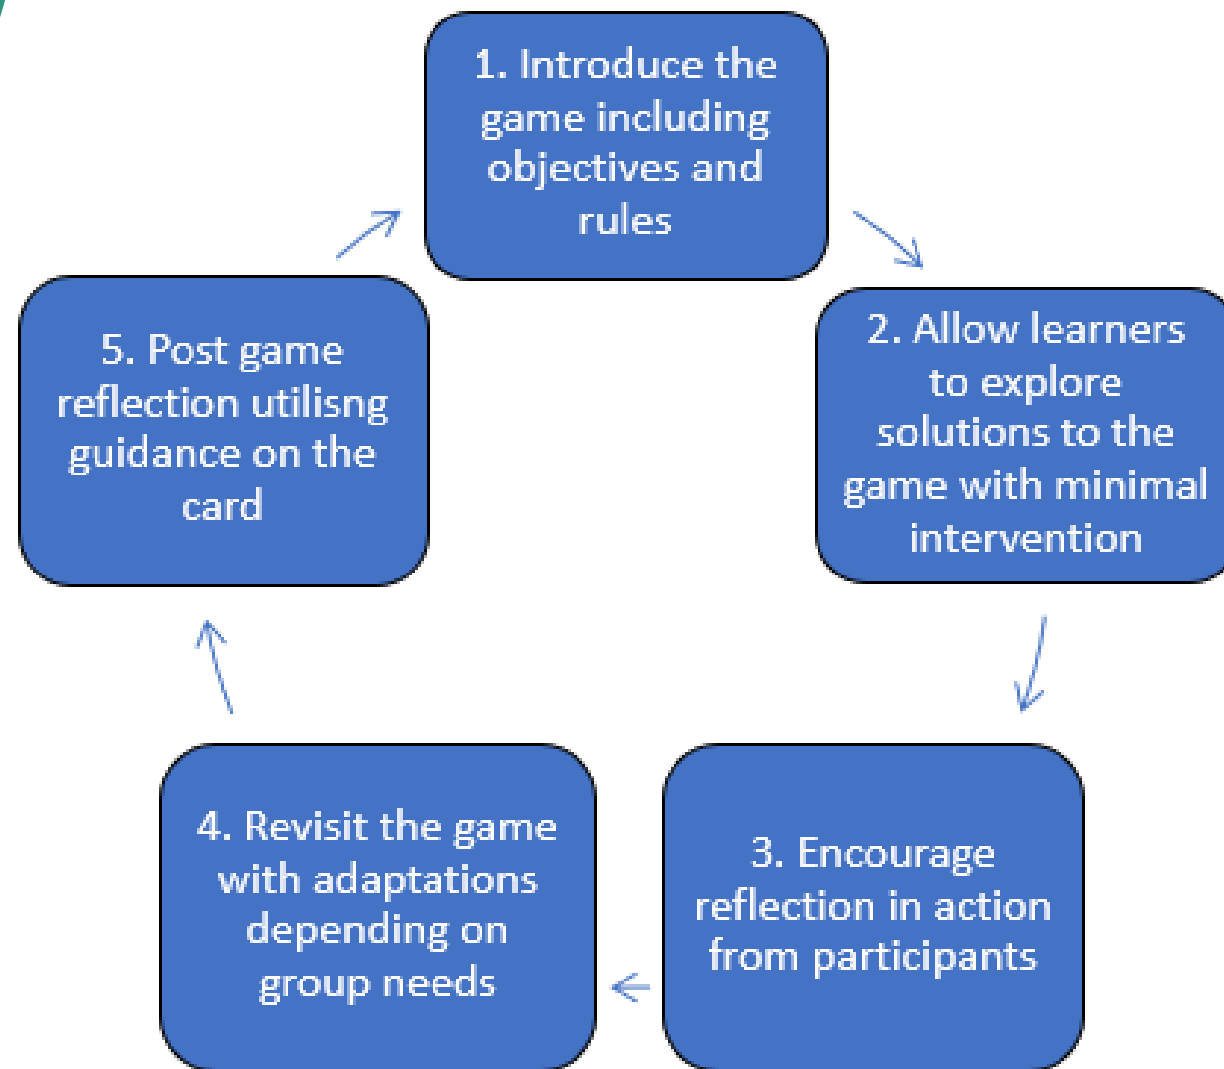 1. Introduce the
game including
objectives and
rules
2. Allow learners
to explore
solutions to the
game with minimal
intervention
3. Encourage
reflection in action
from participants
4. Revisit the game
with adaptations
depending on
group needs
5. Post game
reflection utilisng
guidance on the
card